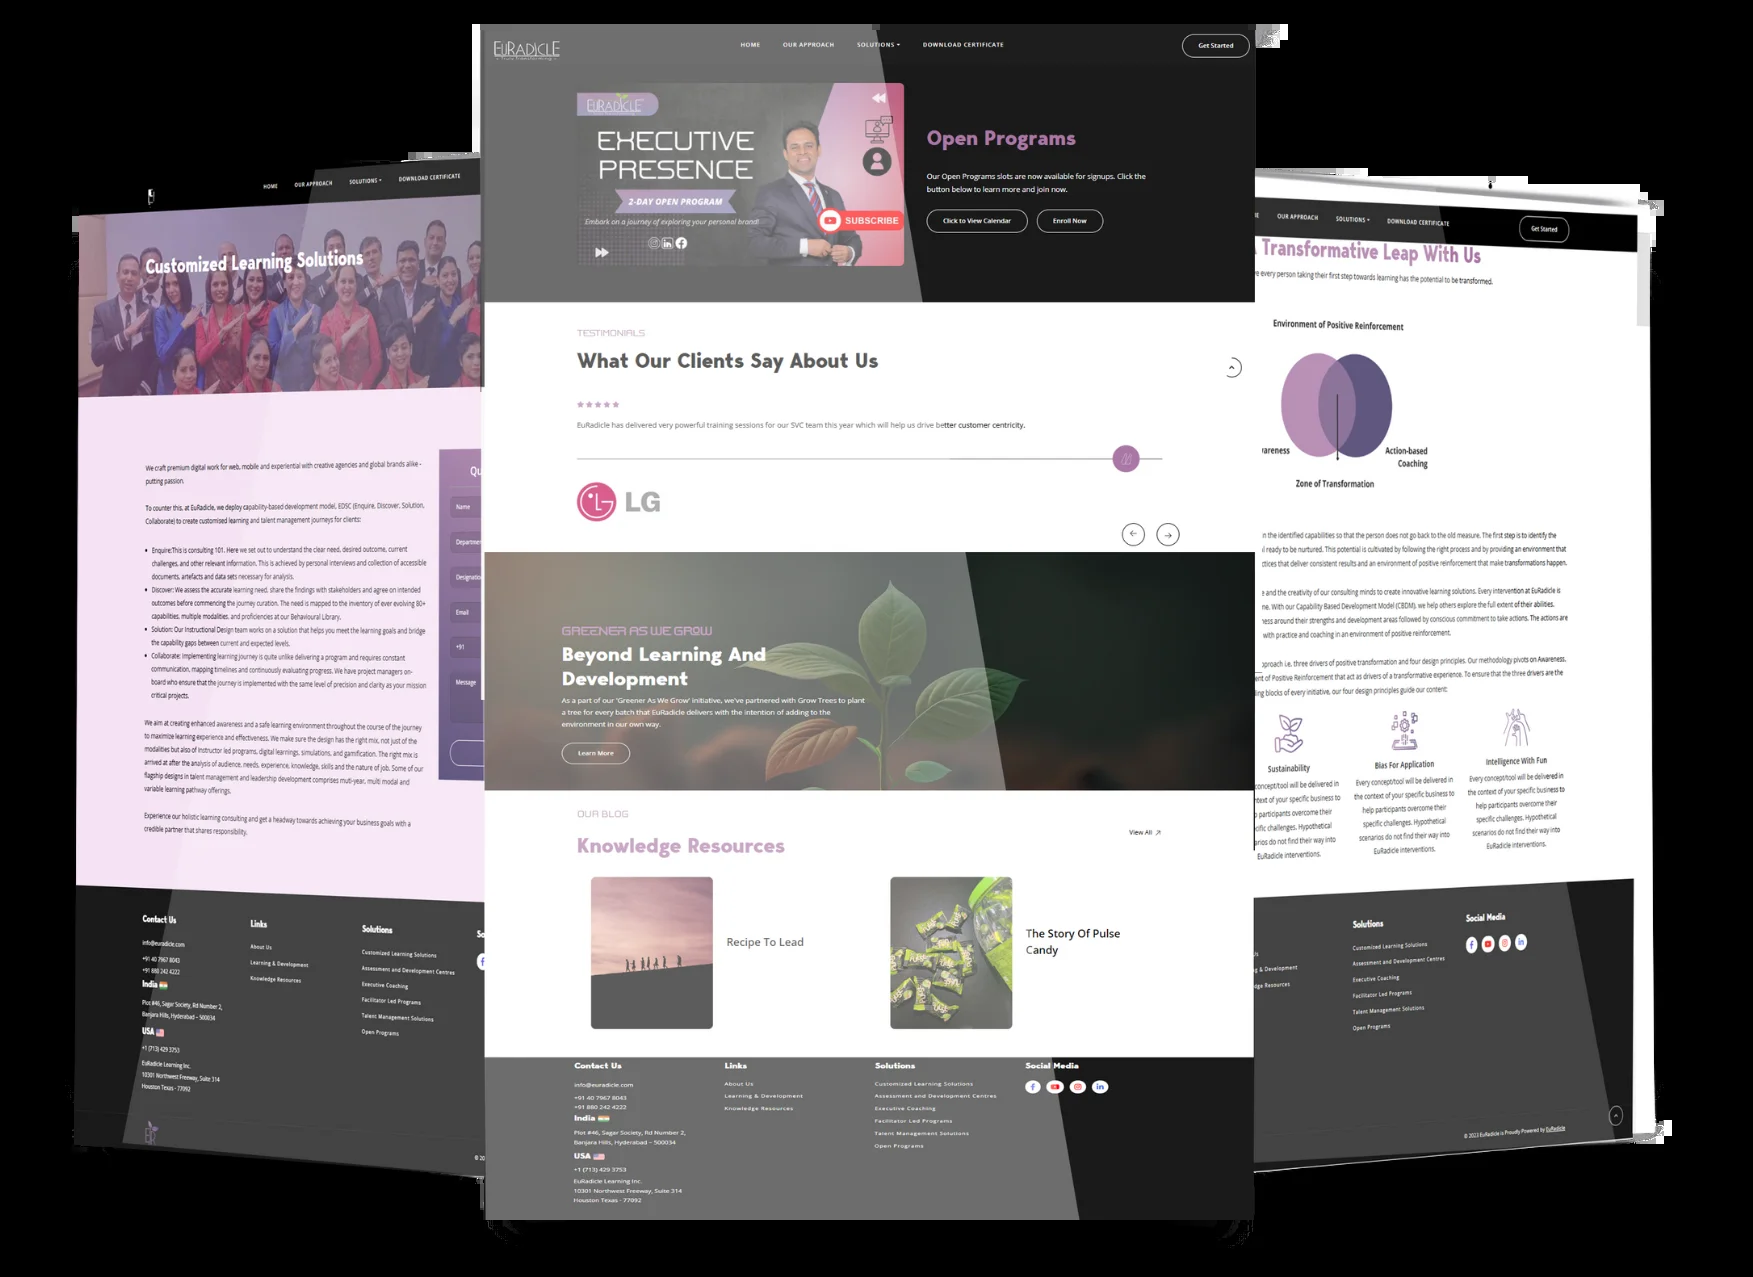 HOME
OUR APPROACH
SOLUTIONS
DOWNLOAD CERTIFICATE
Customized Learning Solutions
We craft premium digital work for web, mobile and experiential with creative agencies and global brands alike -
putting passion.
To counter this, at EuRadicle, we deploy capability-based development model, EDSC (Enquire, Discover, Solution,
Collaborate) to create customised learning and talent management journeys for clients:
• Enquire:This is consulting 101. Here we set out to understand the clear need, desired outcome, current
challenges, and other relevant information. This is achieved by personal interviews and collection of accessible
documents, artefacts and data sets necessary for analysis.
• Discover: We assess the accurate learning need, share the findings with stakeholders and agree on intended
outcomes before commencing the journey curation. The need is mapped to the inventory of ever evolving 80+
capabilities, multiple modalities, and proficiencies at our Behavioural Library.
• Solution: Our Instructional Design team works on a solution that helps you meet the learning goals and bridge
the capability gaps between current and expected levels.
• Collaborate: Implementing learning journey is quite unlike delivering a program and requires constant
communication, mapping timelines and continuously evaluating progress. We have project managers on-
board who ensure that the journey is implemented with the same level of precision and clarity as your mission
critical projects.
We aim at creating enhanced awareness and a safe learning environment throughout the course of the journey
to maximize learning experience and effectiveness. We make sure the design has the right mix, not just of the
modalities but also of Instructor led programs, digital learnings, simulations, and gamification. The right mix is
arrived at after the analysis of audience, needs, experience, knowledge, skills and the nature of job. Some of our
flagship designs in talent management and leadership development comprises muti-year, multi modal and
variable learning pathway offerings.
Experience our holistic learning consulting and get a headway towards achieving your business goals with a
credible partner that shares responsibility.
Qu
Name
Departmen
Designatio
Email
+91
Message
Contact Us
info@euradicle.com
+91 40 7967 8043
+91 880 242 4222
India
Plot #46, Sagar Society, Rd Number 2,
Banjara Hills, Hyderabad – 500034
USA
+1 (713) 429 3753
EuRadicle Learning Inc.
10301 Northwest Freeway, Suite 314
Houston Texas - 77092
Links
About Us
Learning & Development
Knowledge Resources
Solutions
Customized Learning Solutions
Assessment and Development Centres
Executive Coaching
Facilitator Led Programs
Talent Management Solutions
Open Programs
So
© 20
EURADICLE
HOME
OUR APPROACH
SOLUTIONS
DOWNLOAD CERTIFICATE
Get Started
EURADICLE
EXECUTIVE
PRESENCE
2-DAY OPEN PROGRAM
Embark on a journey of exploring your personal brand!
SUBSCRIBE
Open Programs
Our Open Programs slots are now available for signups. Click the
button below to learn more and join now.
Click to View Calendar
Enroll Now
TESTIMONIALS
What Our Clients Say About Us
EuRadicle has delivered very powerful training sessions for our SVC team this year which will help us drive better customer centricity.
LG
GREENER AS WE GROW
Beyond Learning And
Development
As a part of our 'Greener As We Grow' initiative, we've partnered with Grow Trees to plant
a tree for every batch that EuRadicle delivers with the intention of adding to the
environment in our own way.
Learn More
OUR BLOG
Knowledge Resources
View All
Recipe To Lead
The Story Of Pulse
Candy
Contact Us
info@euradicle.com
+91 40 7967 8043
+91 880 242 4222
India
Plot #46, Sagar Society, Rd Number 2,
Banjara Hills, Hyderabad – 500034
USA
+1 (713) 429 3753
EuRadicle Learning Inc.
10301 Northwest Freeway, Suite 314
Houston Texas - 77092
Links
About Us
Learning & Development
Knowledge Resources
Solutions
Customized Learning Solutions
Assessment and Development Centres
Executive Coaching
Facilitator Led Programs
Talent Management Solutions
Open Programs
Social Media
OUR APPROACH
SOLUTIONS
DOWNLOAD CERTIFICATE
Get Started
Transformative Leap With Us
every person taking their first step towards learning has the potential to be transformed.
Environment of Positive Reinforcement
wareness
Action-based
Coaching
Zone of Transformation
n the identified capabilities so that the person does not go back to the old measure. The first step is to identify the
l ready to be nurtured. This potential is cultivated by following the right process and by providing an environment that
ctices that deliver consistent results and an environment of positive reinforcement that make transformations happen.
e and the creativity of our consulting minds to create innovative learning solutions. Every intervention at EuRadicle is
ne. With our Capability Based Development Model (CBDM), we help others explore the full extent of their abilities.
ness around their strengths and development areas followed by conscious commitment to take actions. The actions are
with practice and coaching in an environment of positive reinforcement.
pproach i.e, three drivers of positive transformation and four design principles. Our methodology pivots on Awareness,
ent of Positive Reinforcement that act as drivers of a transformative experience. To ensure that the three drivers are the
ing blocks of every initiative, our four design principles guide our content:
Sustainability
concept/tool will be delivered in
ntext of your specific business to
p participants overcome their
cific challenges. Hypothetical
arios do not find their way into
EuRadicle interventions.
Bias For Application
Every concept/tool will be delivered in
the context of your specific business to
help participants overcome their
specific challenges. Hypothetical
scenarios do not find their way into
EuRadicle interventions.
Intelligence With Fun
Every concept/tool will be delivered in
the context of your specific business to
help participants overcome their
specific challenges. Hypothetical
scenarios do not find their way into
EuRadicle interventions.
Us
g & Development
dge Resources
Solutions
Customized Learning Solutions
Assessment and Development Centres
Executive Coaching
Facilitator Led Programs
Talent Management Solutions
Open Programs
Social Media
© 2023 EuRadicle is Proudly Powered by EuRadicle